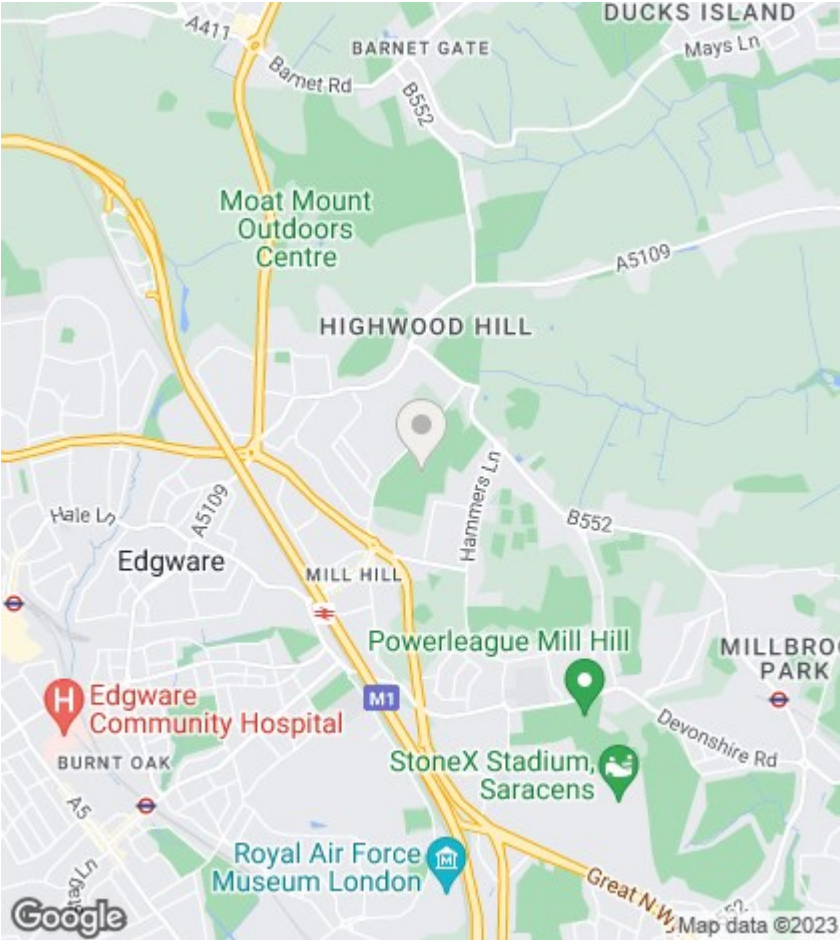 DUCKS ISLAND
A411
BARNET GATE
Mays Ln
Barnet Rd
B552
Moat Mount
Outdoors
Centre
A5109
HIGHWOOD HILL
Hale Ln
A5109
Hammers Ln
B552
Edgware
MILL HILL
Powerleague Mill Hill
MILLBROO
PARK
H
Edgware
Community Hospital
M1
Devonshire Rd
BURNT OAK
StoneX Stadium,
Saracens
A5
Royal Air Force
Museum London
M
Great N W
Google
Map data ©2023